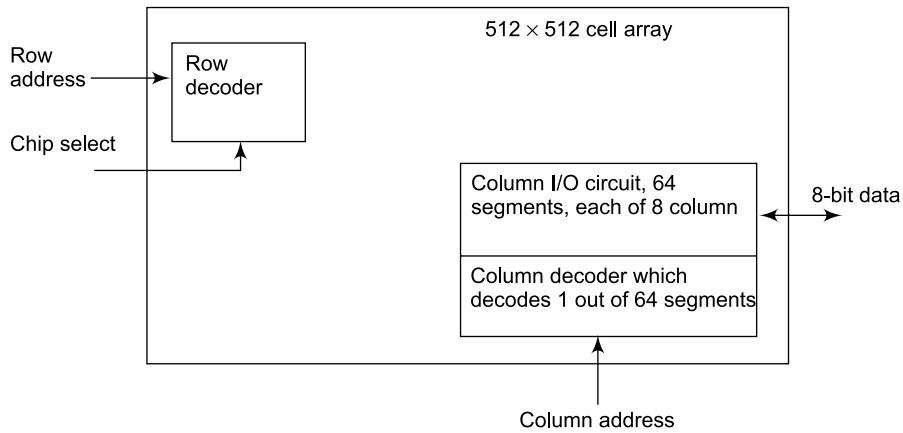 512 × 512 cell array
Row
address
Row
decoder
Chip select
Column I/O circuit, 64
segments, each of 8 column
8-bit data
Column decoder which
decodes 1 out of 64 segments
Column address